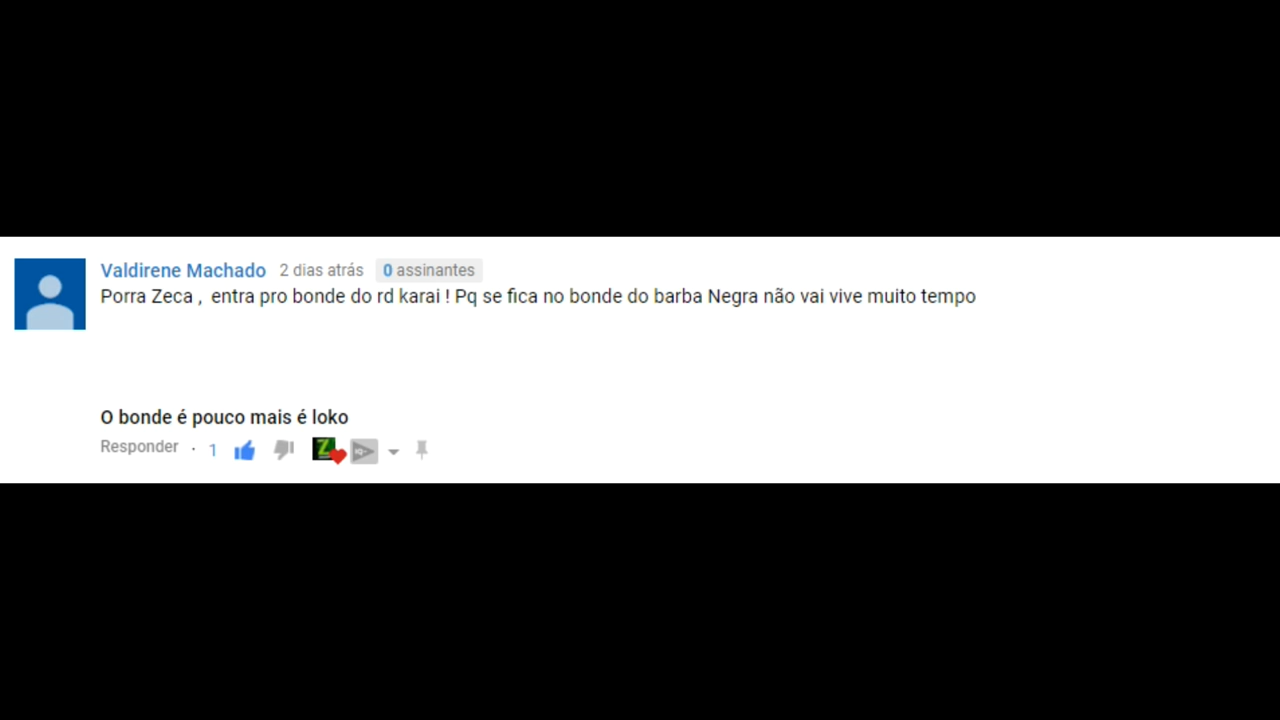 Valdirene Machado 2 dias atrás 0 assinantes
Porra Zeca , entra pro bonde do rd karai ! Pq se fica no bonde do barba Negra não vai vive muito tempo
O bonde é pouco mais é loko
Responder · 1 Z